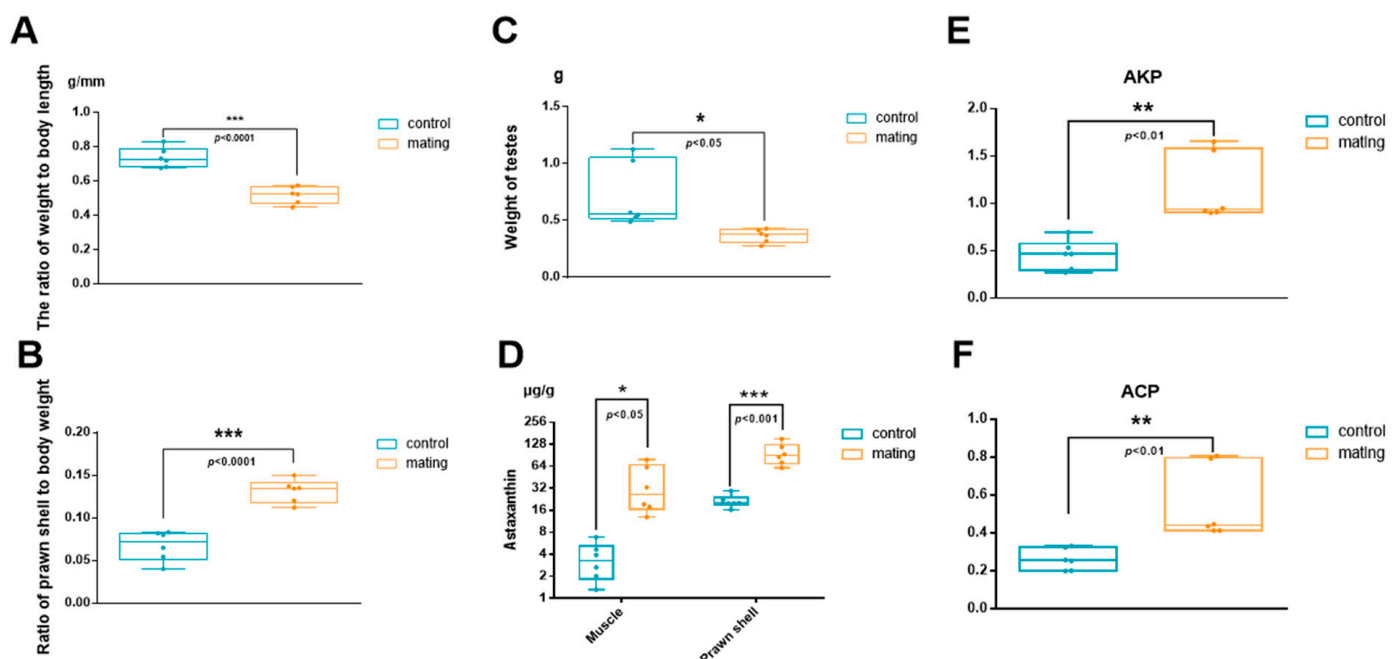 A
The ratio of weight to body length
g/mm
1.0
0.8
0.6
0.4
0.2
0.0
***
p<0.0001
control
mating
B
Ratio of prawn shell to body weight
0.20
0.15
0.10
0.05
0.00
***
p<0.0001
control
mating
C
g
Weight of testes
1.5
1.0
0.5
0.0
*
p<0.05
control
mating
D
µg/g
Astaxanthin
256
128
64
32
16
8
4
2
1
*
p<0.05
***
p<0.001
control
mating
Muscle
Prawn shell
E
AKP
2.0
1.5
1.0
0.5
0.0
**
p<0.01
control
mating
F
ACP
1.0
0.8
0.6
0.4
0.2
0.0
**
p<0.01
control
mating